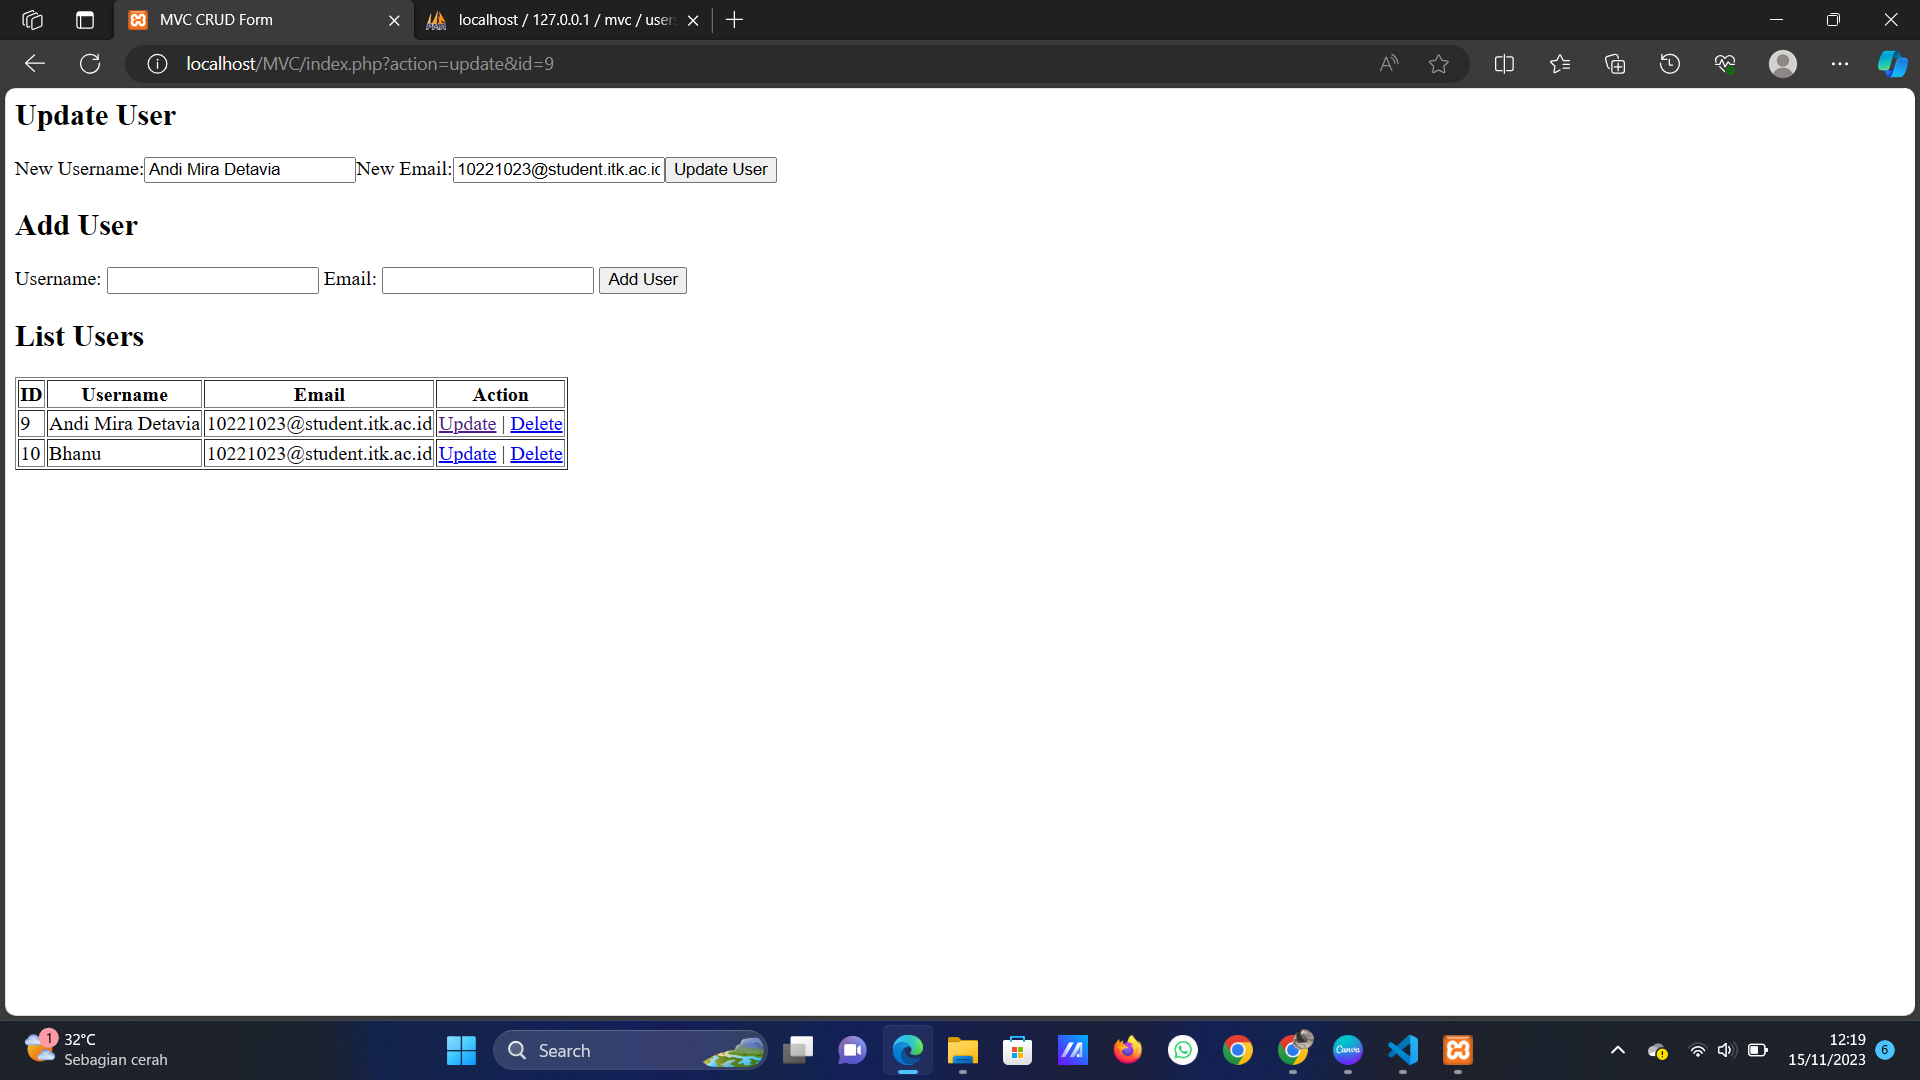 MVC CRUD Form
localhost / 127.0.0.1 / mvc / user
localhost/MVC/index.php?action=update&id=9
Update User
New Username: Andi Mira Detavia New Email: 10221023@student.itk.ac.ic Update User
Add User
Username: Email: Add User
List Users
ID Username Email Action
9 Andi Mira Detavia 10221023@student.itk.ac.id Update | Delete
10 Bhanu 10221023@student.itk.ac.id Update | Delete
1 32°C
Sebagian cerah
Search
Canva
12:19
15/11/2023 6